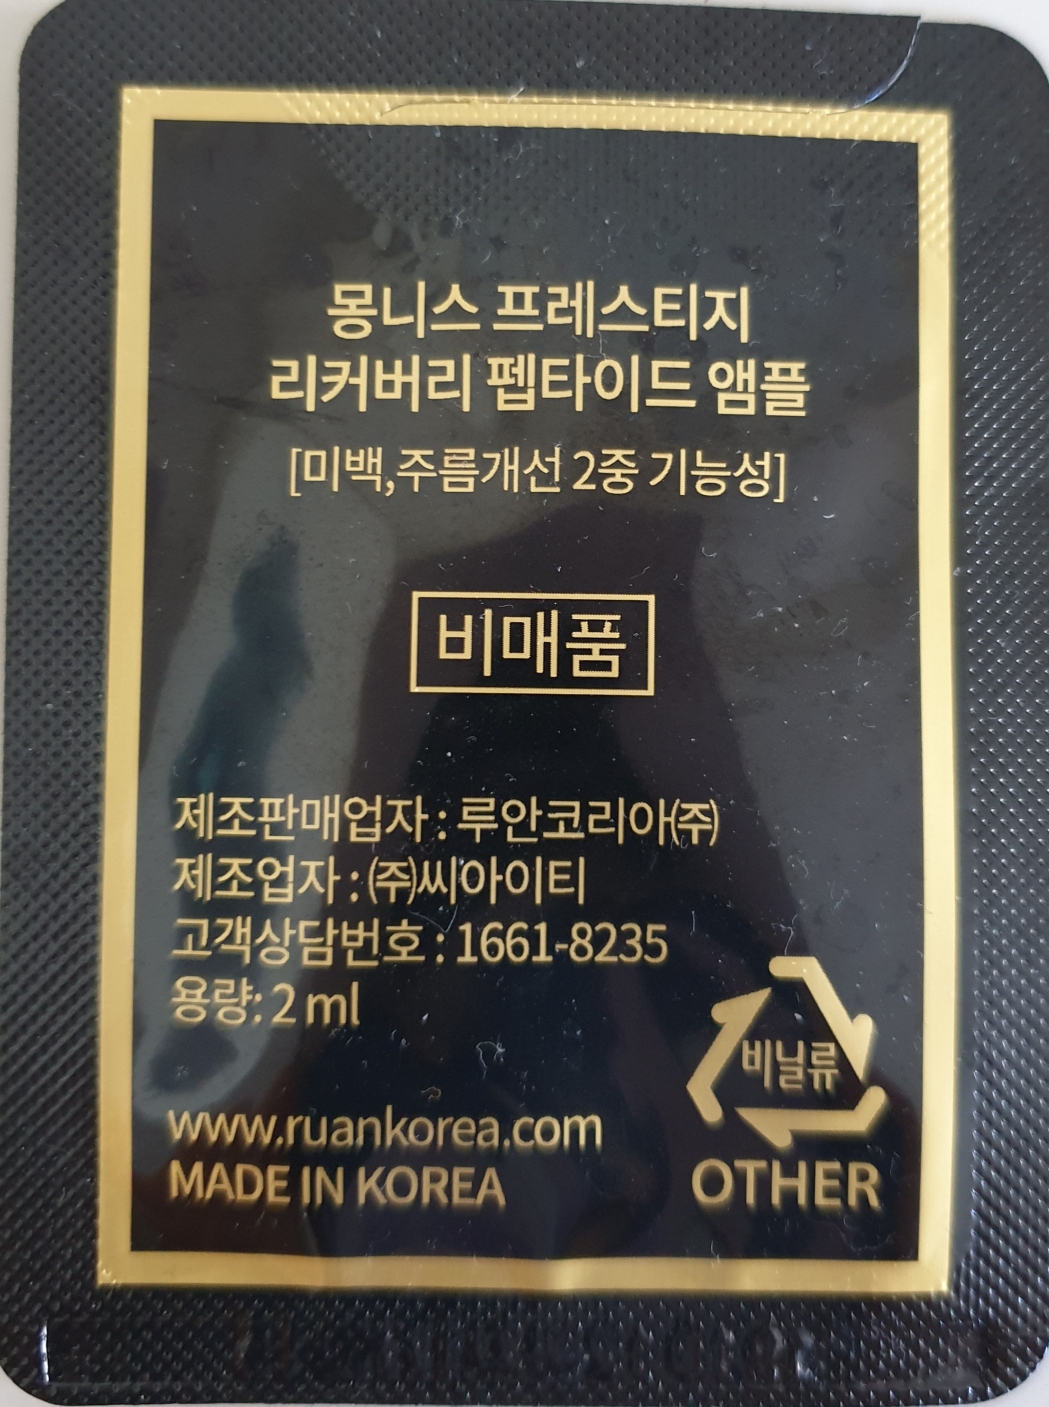 몽니스 프레스티지
리커버리 펩타이드 앰플
[미백,주름개선 2중 기능성]
비매품
제조판매업자 : 루안코리아㈜
제조업자 : ㈜씨아이티
고객상담번호 : 1661-8235
용량: 2 ml
www.ruankorea.com
MADE IN KOREA
비닐류
OTHER